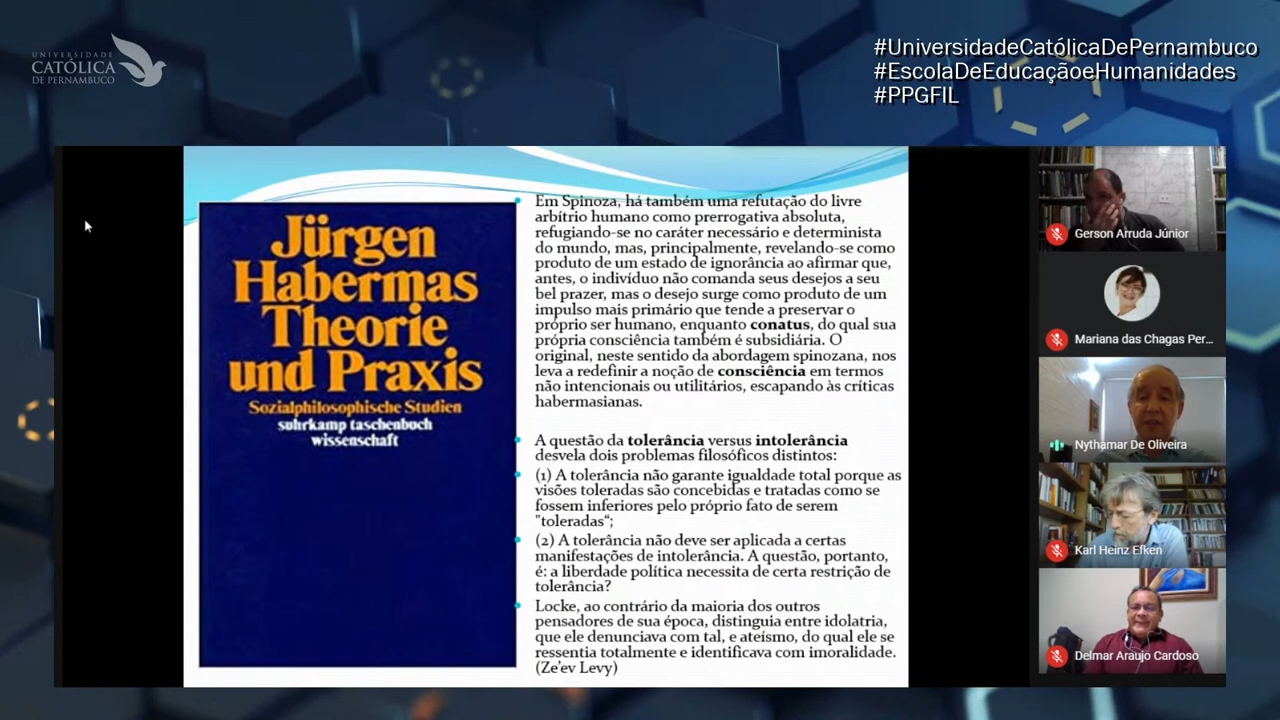 UNIVERSIDADE
CATÓLICA
DE PERNAMBUCO
#UniversidadeCatólicaDePernambuco
#EscolaDeEducaçãoeHumanidades
#PPGFIL
Jürgen
Habermas
Theorie
und Praxis
Sozialphilosophische Studien
suhrkamp taschenbuch
wissenschaft
Em Spinoza, há também uma refutação do livre
arbítrio humano como prerrogativa absoluta,
refugiando-se no caráter necessário e determinista
do mundo, mas, principalmente, revelando-se como
produto de um estado de ignorância ao afirmar que,
antes, o indivíduo não comanda seus desejos a seu
bel prazer, mas o desejo surge como produto de um
impulso mais primário que tende a preservar o
próprio ser humano, enquanto conatus, do qual sua
própria consciência também é subsidiária. O
original, neste sentido da abordagem spinozana, nos
leva a redefinir a noção de consciência em termos
não intencionais ou utilitários, escapando às críticas
habermasianas.
A questão da tolerância versus intolerância
desvela dois problemas filosóficos distintos:
(1) A tolerância não garante igualdade total porque as
visões toleradas são concebidas e tratadas como se
fossem inferiores pelo próprio fato de serem
"toleradas“;
(2) A tolerância não deve ser aplicada a certas
manifestações de intolerância. A questão, portanto,
é: a liberdade política necessita de certa restrição de
tolerância?
Locke, ao contrário da maioria dos outros
pensadores de sua época, distinguia entre idolatria,
que ele denunciava com tal, e ateísmo, do qual ele se
ressentia totalmente e identificava com imoralidade.
(Ze’ev Levy)
Gerson Arruda Júnior
Mariana das Chagas Per...
Nythamar De Oliveira
Karl Heinz Efken
Delmar Araujo Cardoso